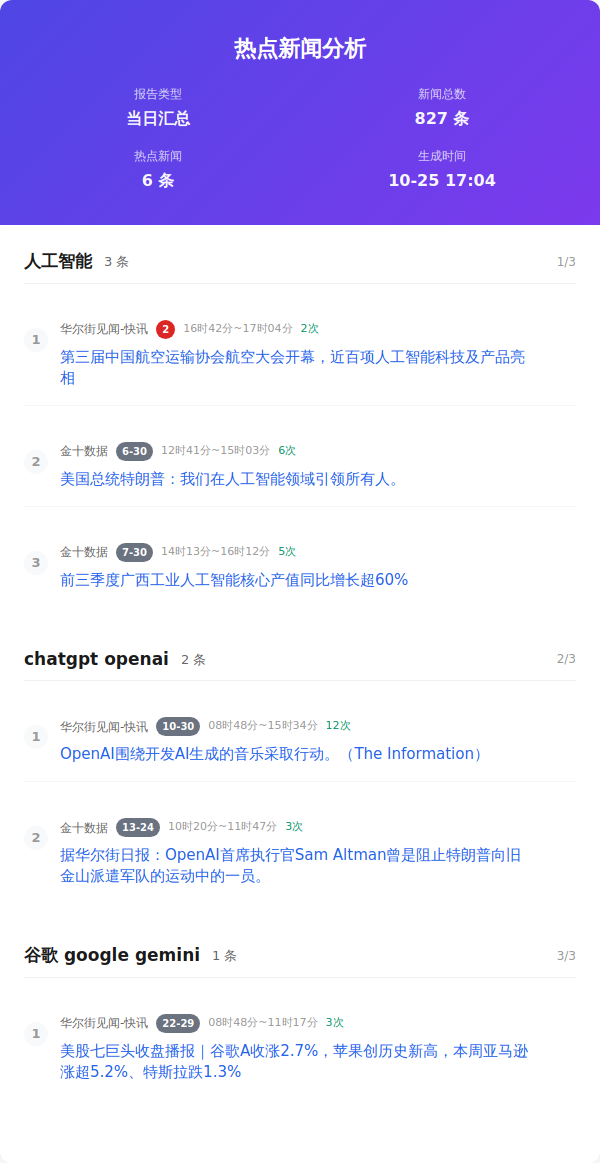 热点新闻分析
报告类型
当日汇总
新闻总数
827 条
热点新闻
6 条
生成时间
10-25 17:04
人工智能 3 条 1/3
1
华尔街见闻-快讯 2 16时42分~17时04分 2次
第三届中国航空运输协会航空大会开幕，近百项人工智能科技及产品亮
相
2
金十数据 6-30 12时41分~15时03分 6次
美国总统特朗普：我们在人工智能领域引领所有人。
3
金十数据 7-30 14时13分~16时12分 5次
前三季度广西工业人工智能核心产值同比增长超60%
chatgpt openai 2 条 2/3
1
华尔街见闻-快讯 10-30 08时48分~15时34分 12次
OpenAI围绕开发AI生成的音乐采取行动。（The Information）
2
金十数据 13-24 10时20分~11时47分 3次
据华尔街日报：OpenAI首席执行官Sam Altman曾是阻止特朗普向旧
金山派遣军队的运动中的一员。
谷歌 google gemini 1 条 3/3
1
华尔街见闻-快讯 22-29 08时48分~11时17分 3次
美股七巨头收盘播报｜谷歌A收涨2.7%，苹果创历史新高，本周亚马逊
涨超5.2%、特斯拉跌1.3%